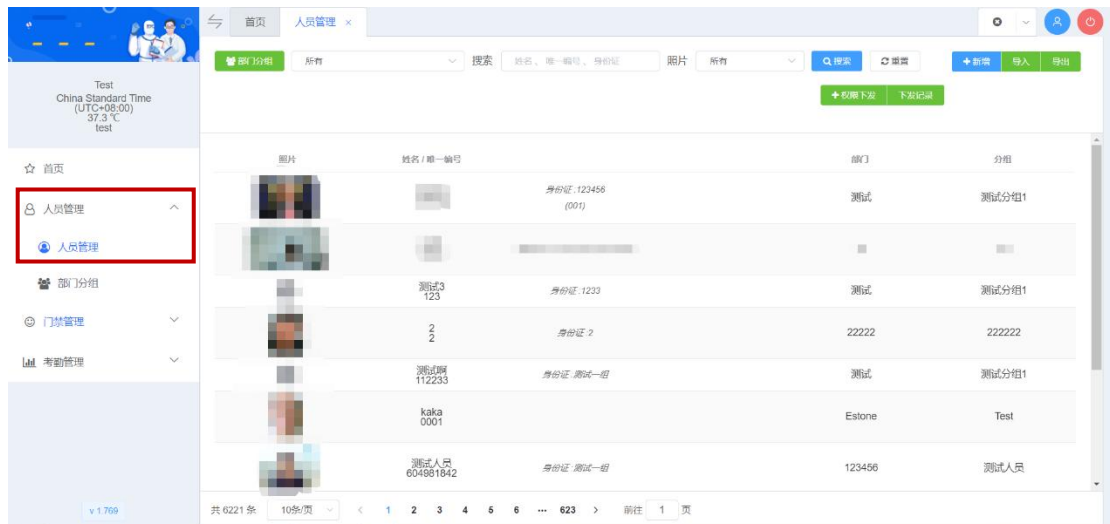 首页
人员管理 ×
部门分组
所有
搜索
姓名、唯一编号、身份证
照片
所有
搜索
重置
新增
导入
导出
权限下发
下发记录
Test
China Standard Time
(UTC+08:00)
37.3 ℃
test
首页
人员管理
人员管理
部门分组
门禁管理
考勤管理
v 1.769
照片
姓名 / 唯一编号
部门
分组
身份证:123456
(001)
测试
测试分组1
测试3
123
身份证:1233
测试
测试分组1
2
2
身份证:2
22222
222222
测试啊
112233
身份证:测试一组
测试
测试分组1
kaka
0001
Estone
Test
测试人员
604981842
身份证:测试一组
123456
测试人员
共 6221 条
10条/页
< 1 2 3 4 5 6 ... 623 >
前往 1 页